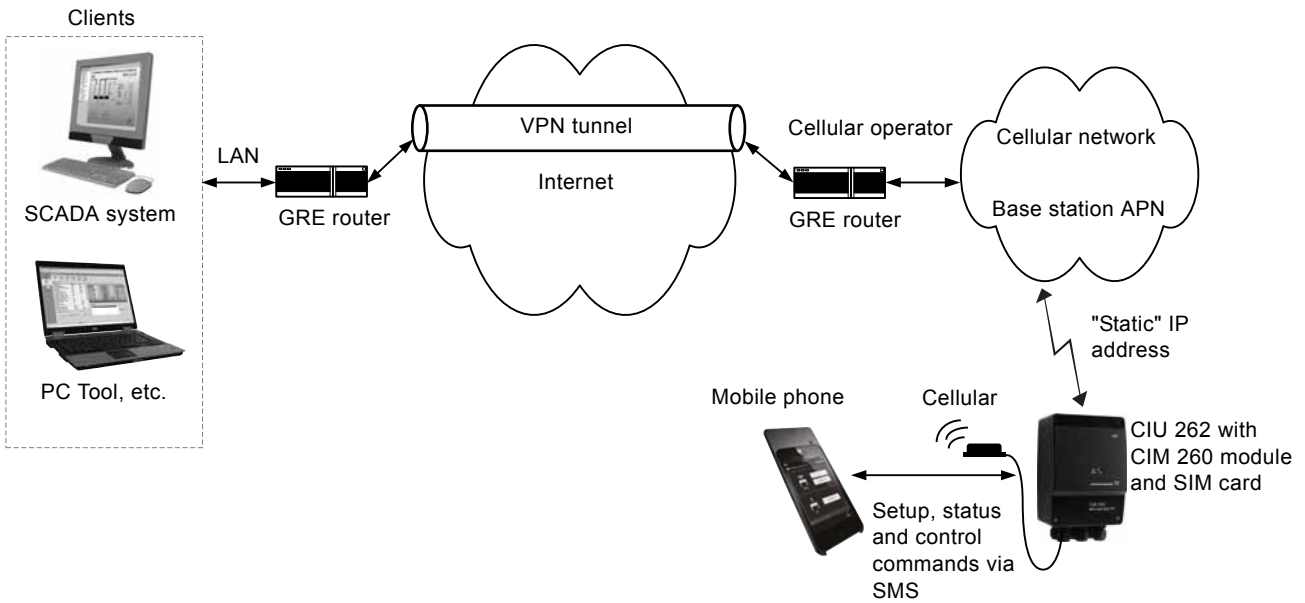 Clients
SCADA system
PC Tool, etc.
LAN
GRE router
VPN tunnel
Internet
Cellular operator
GRE router
Cellular network
Base station APN
"Static" IP
address
Mobile phone
Cellular
Setup, status
and control
commands via
SMS
CIU 262 with
CIM 260 module
and SIM card